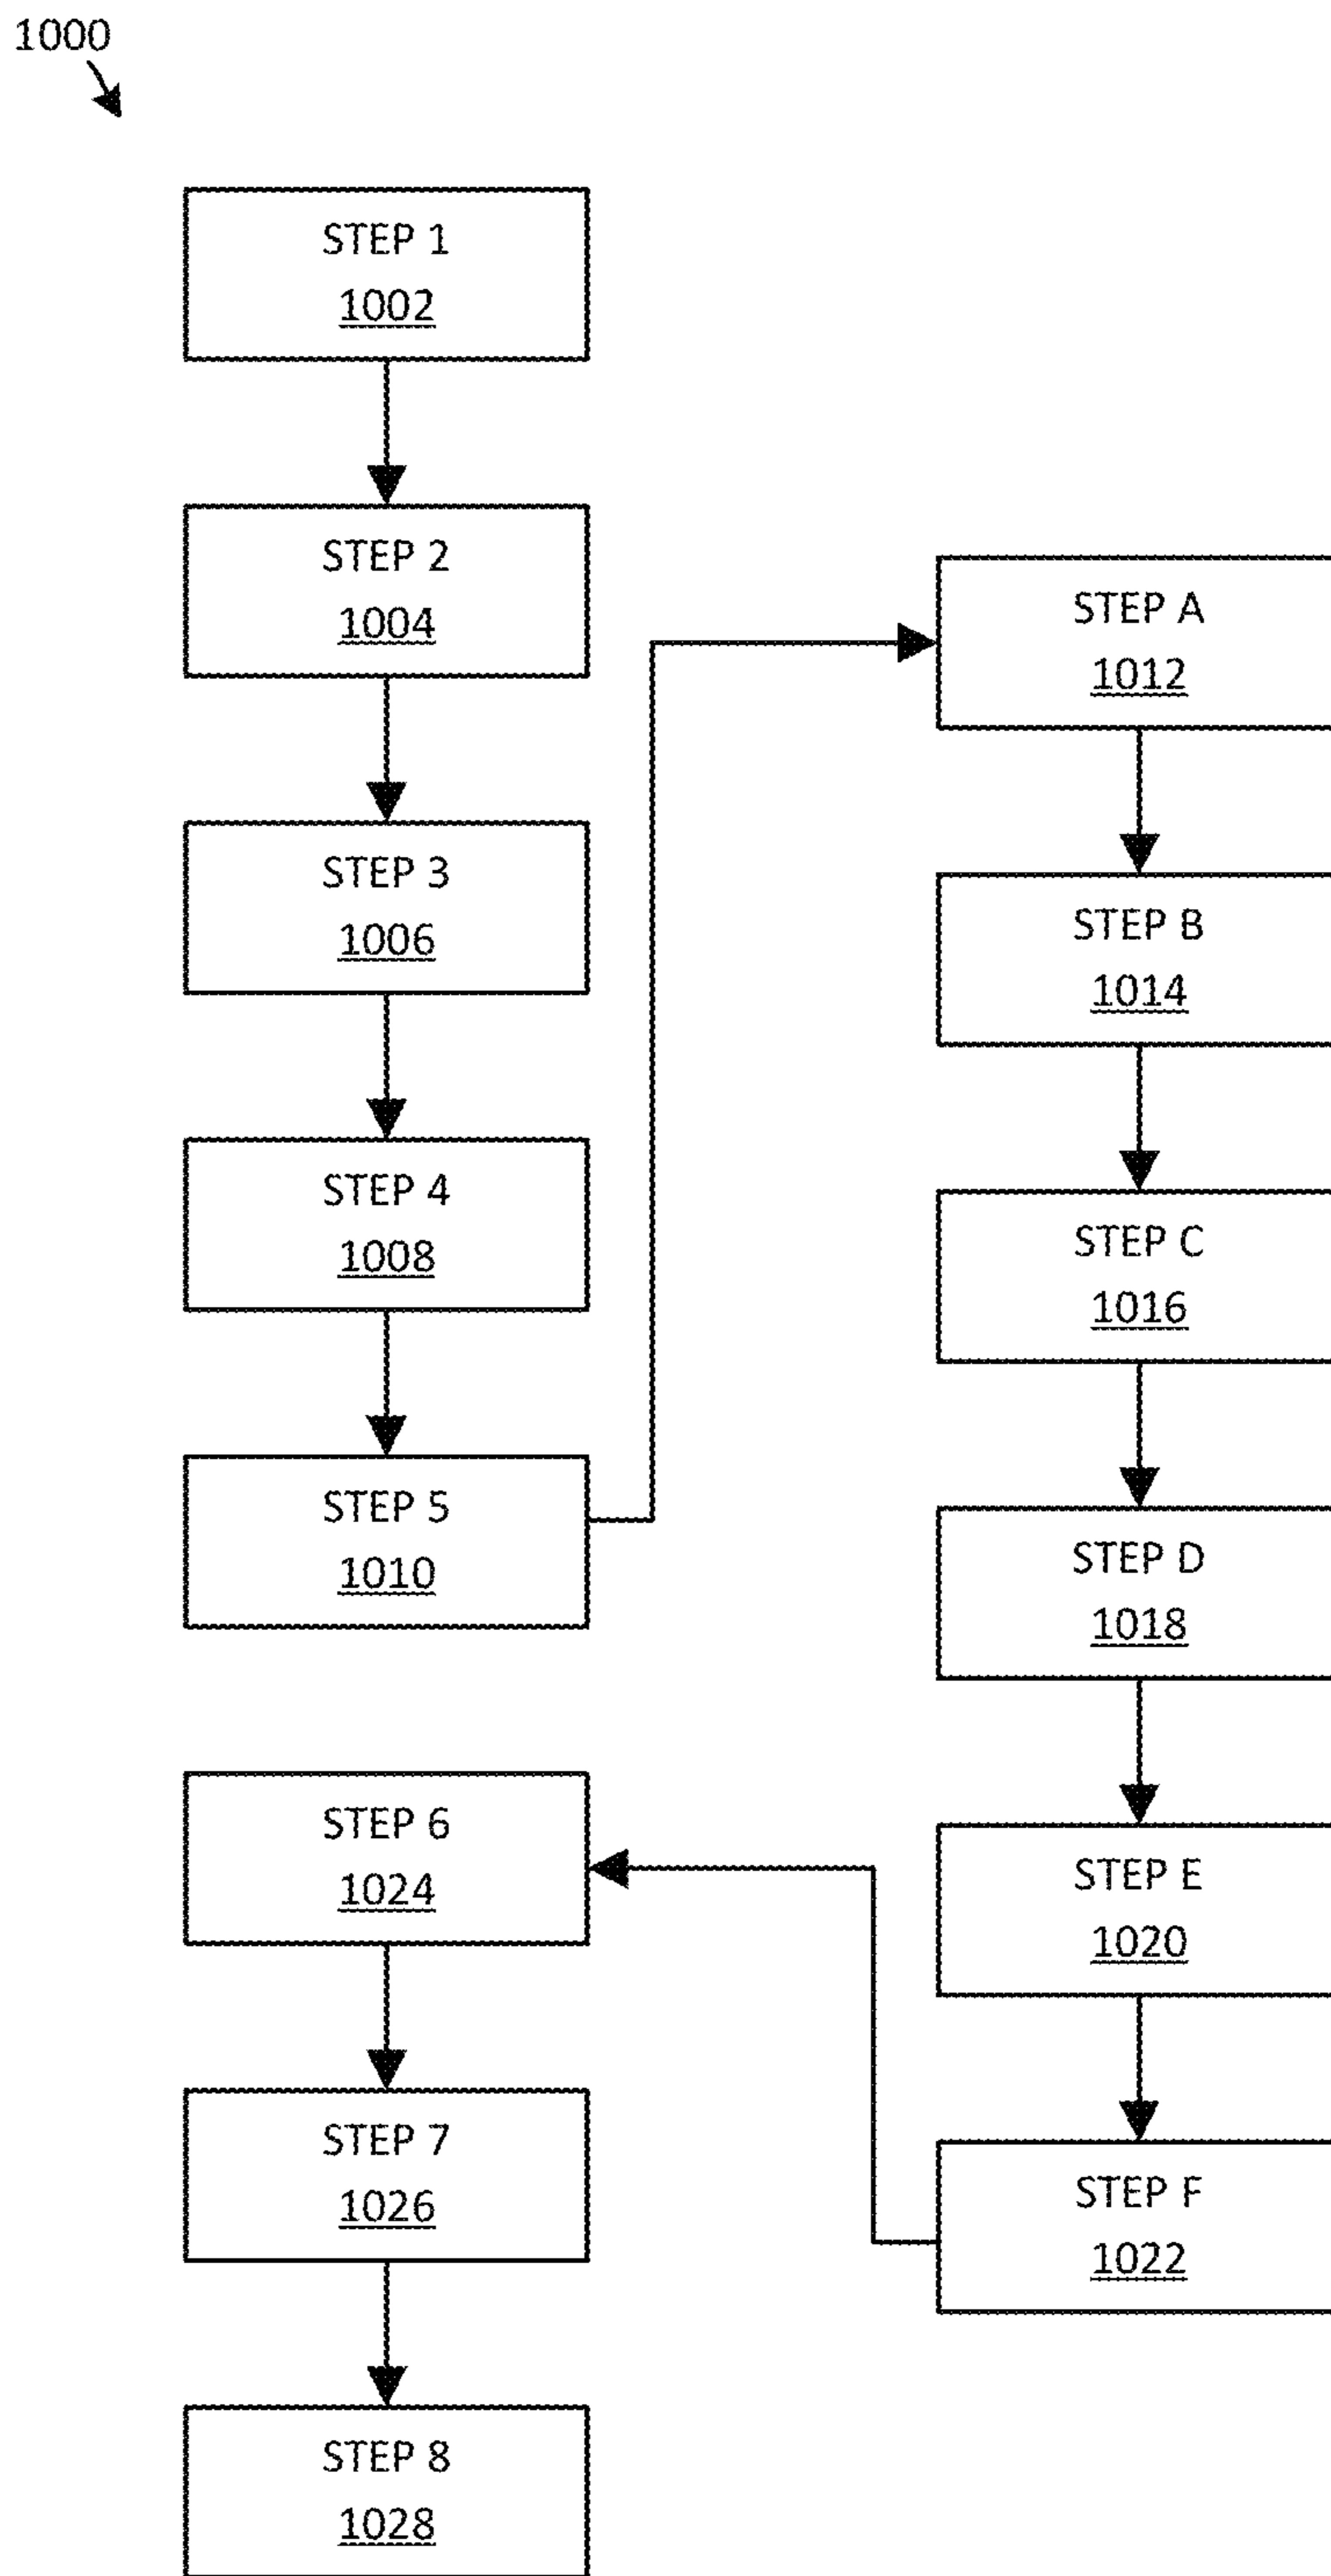 1000
STEP 1
1002
STEP 2
1004
STEP 3
1006
STEP 4
1008
STEP 5
1010
STEP A
1012
STEP B
1014
STEP C
1016
STEP D
1018
STEP E
1020
STEP F
1022
STEP 6
1024
STEP 7
1026
STEP 8
1028